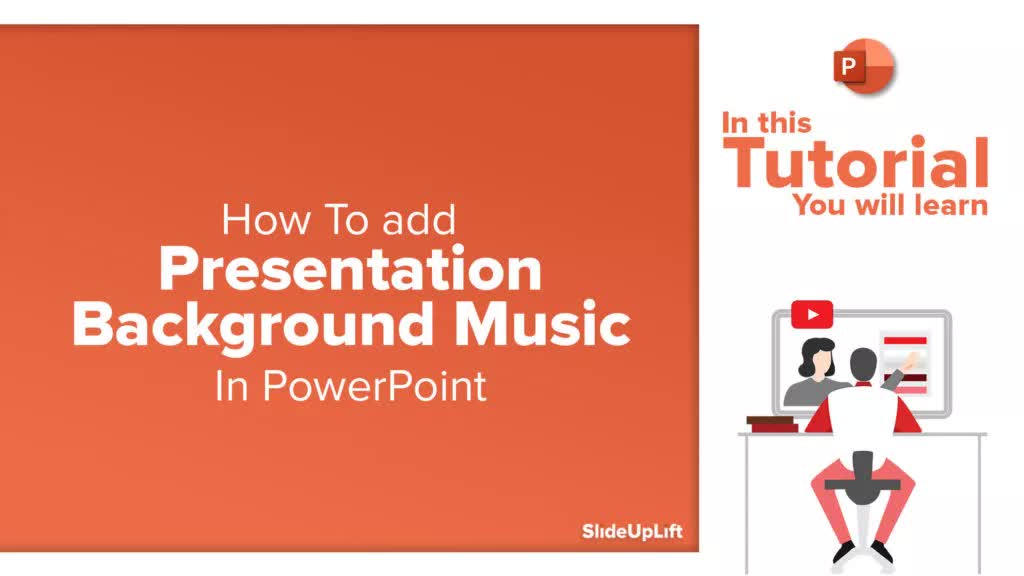 How To add
Presentation
Background Music
In PowerPoint
SlideUpLift
P
In this
Tutorial
You will learn